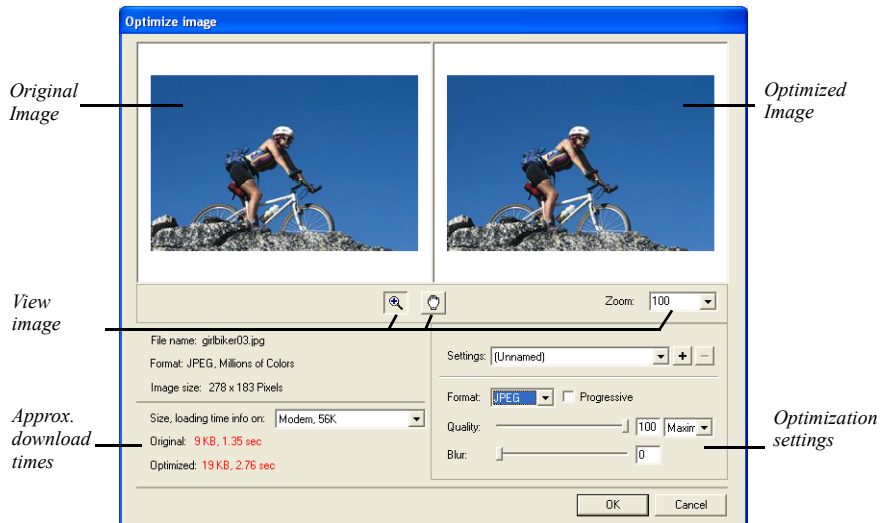 Optimize image
Original
Image
Optimized
Image
View
image
Zoom: 100
File name: girlbiker03.jpg
Format: JPEG, Millions of Colors
Image size: 278 x 183 Pixels
Settings: (Unnamed)
Format: JPEG Progressive
Approx.
download
times
Size, loading time info on: Modem, 56K
Original: 9 KB, 1.35 sec
Optimized: 19 KB, 2.76 sec
Quality: 100 Maxim
Blur: 0
Optimization
settings
OK Cancel